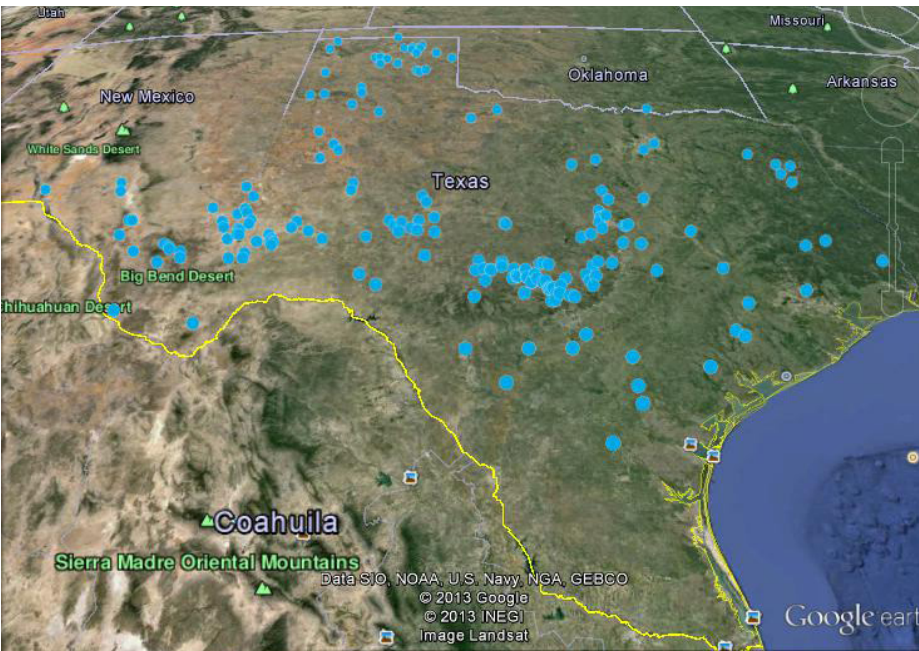 Utah
Missouri
Oklahoma
Arkansas
New Mexico
White Sands Desert
Texas
Big Bend Desert
Chihuahuan Desert
Coahuila
Sierra Madre Oriental Mountains
Data SIO, NOAA, U.S. Navy, NGA, GEBCO
© 2013 Google
© 2013 INEGI
Image Landsat
Google eart